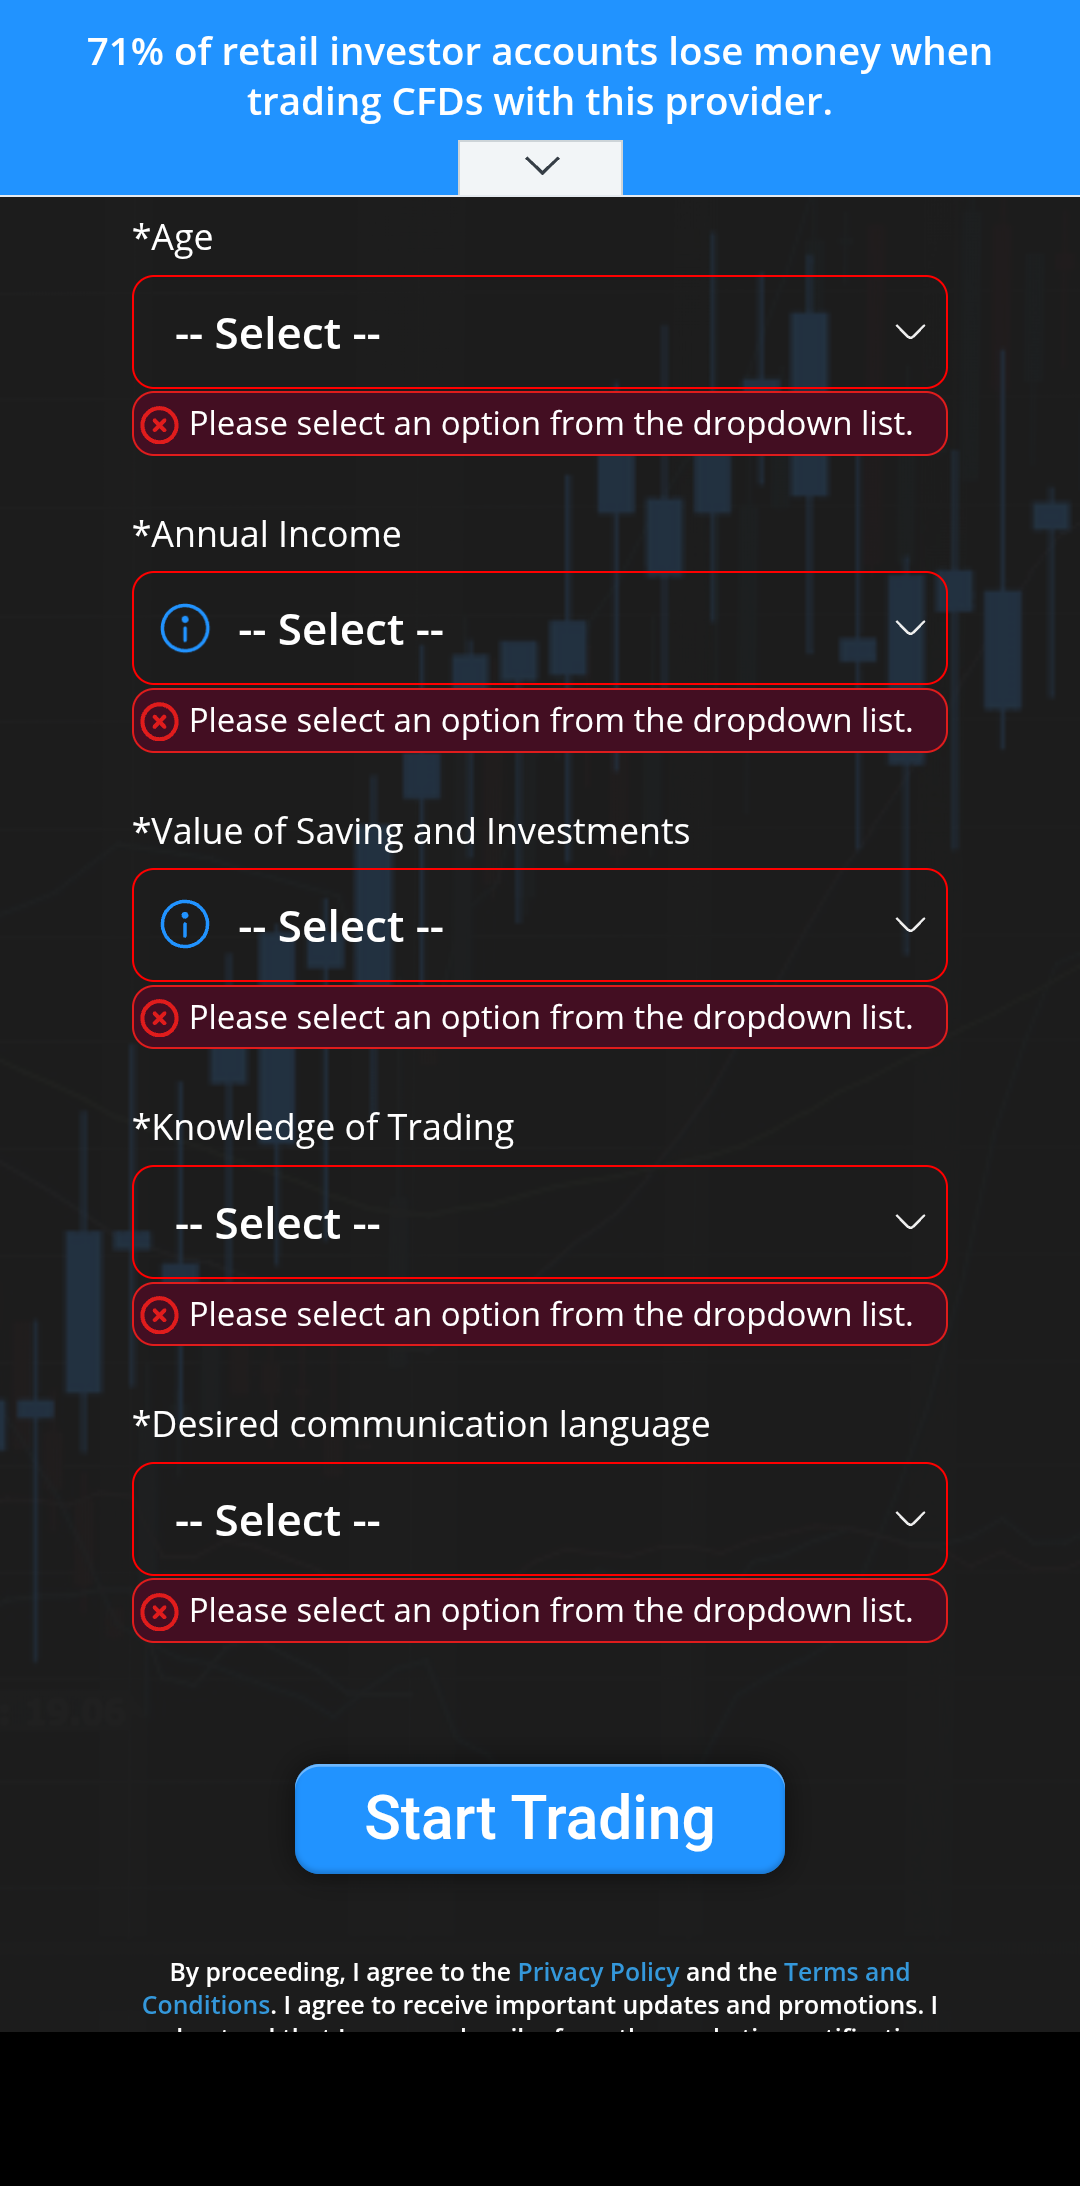 71% of retail investor accounts lose money when
trading CFDs with this provider.
*Age
-- Select --
Please select an option from the dropdown list.
*Annual Income
-- Select --
Please select an option from the dropdown list.
*Value of Saving and Investments
-- Select --
Please select an option from the dropdown list.
*Knowledge of Trading
-- Select --
Please select an option from the dropdown list.
*Desired communication language
-- Select --
Please select an option from the dropdown list.
19.06
Start Trading
By proceeding, I agree to the Privacy Policy and the Terms and
Conditions. I agree to receive important updates and promotions. I